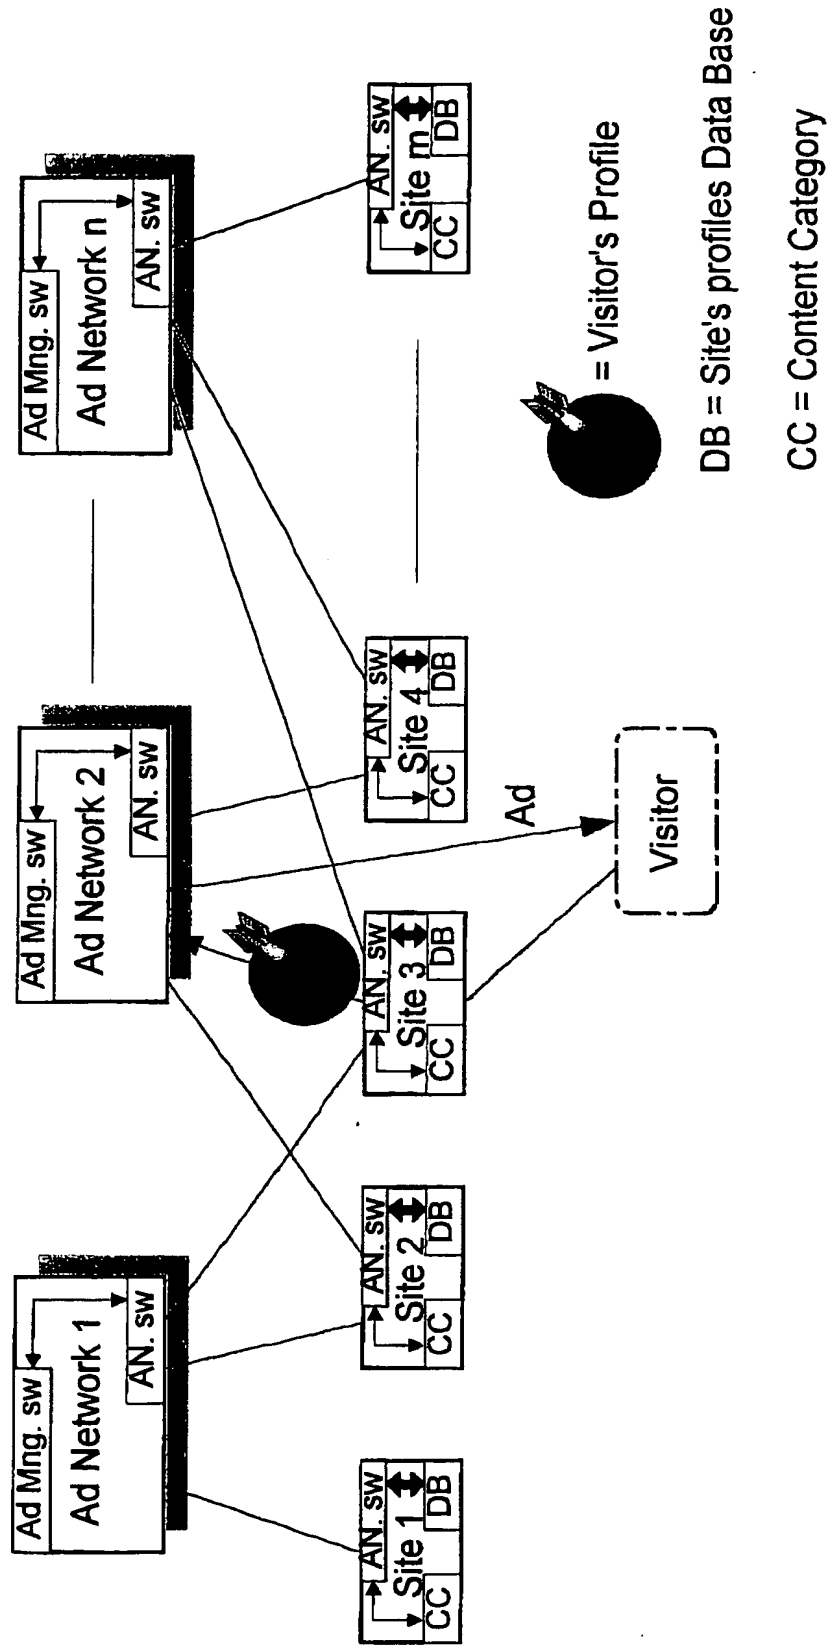 Ad Mng. sw
Ad Network 1
AN. sw
Ad Mng. sw
Ad Network 2
AN. sw
Ad Mng. sw
Ad Network n
AN. sw
AN. sw
Site 1
CC
DB
AN. sw
Site 2
CC
DB
AN. sw
Site 3
CC
DB
AN. sw
Site 4
CC
DB
AN. sw
Site m
CC
DB
Ad
Visitor
= Visitor's Profile
DB = Site's profiles Data Base
CC = Content Category